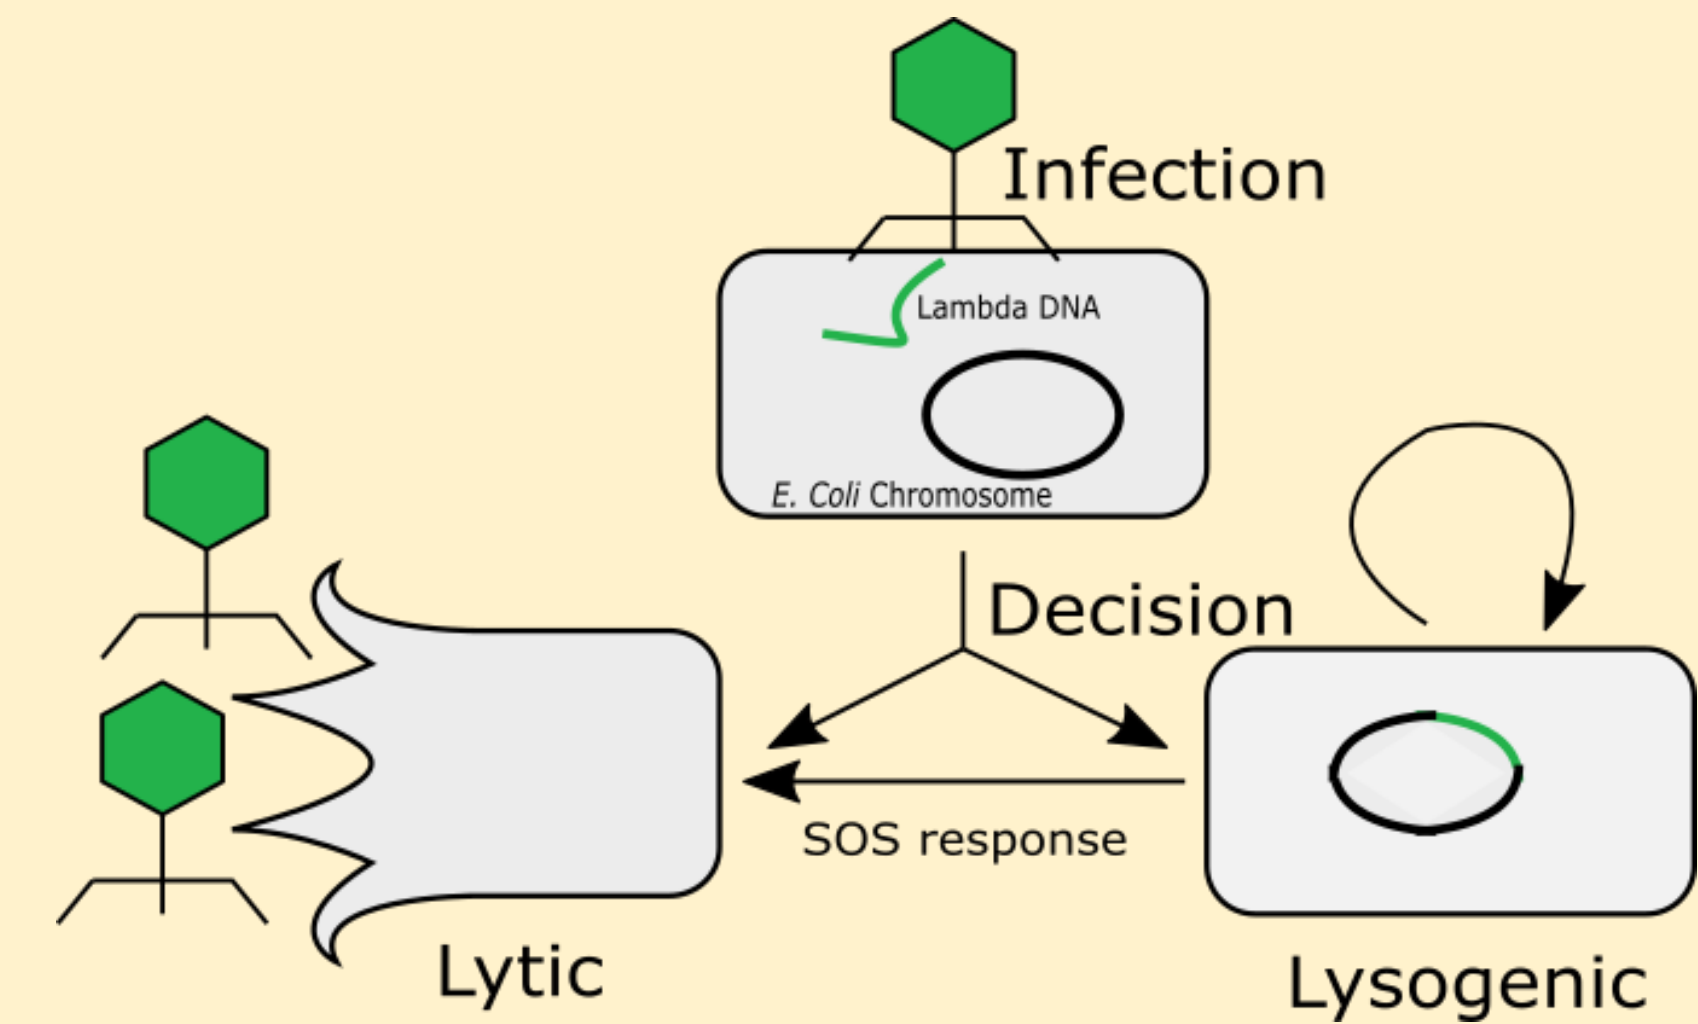 Infection
Lambda DNA
E. Coli Chromosome
Decision
SOS response
Lytic
Lysogenic